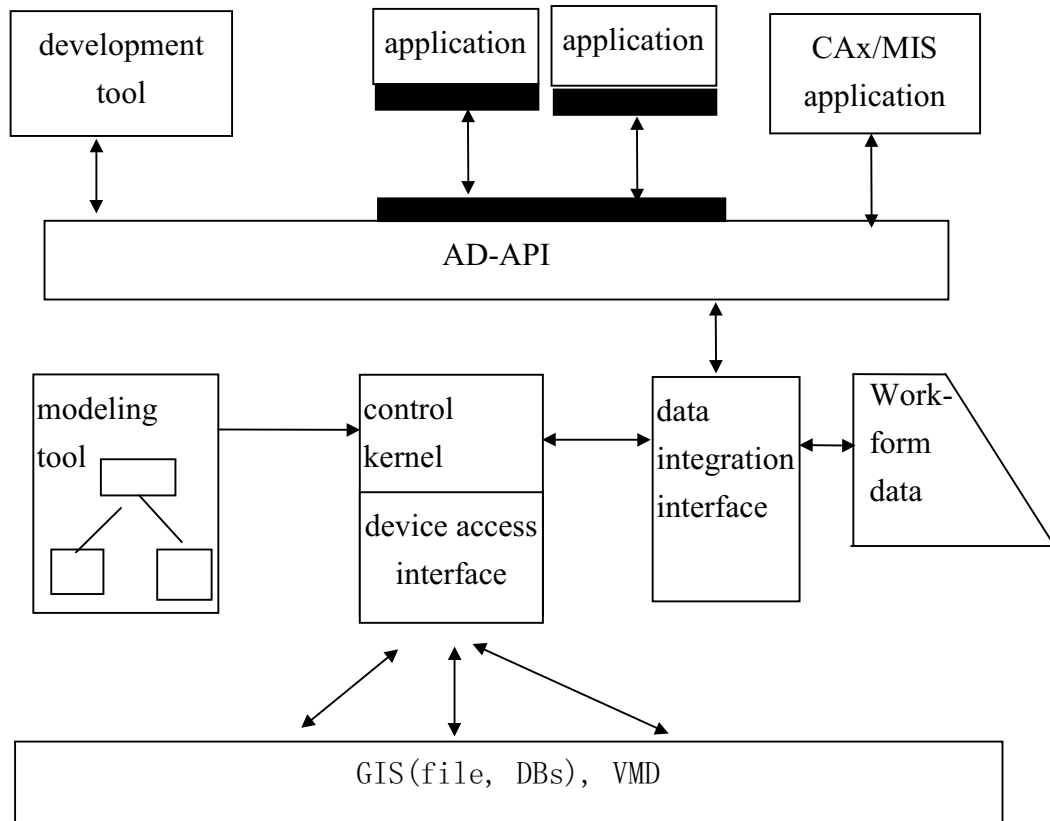 development
tool
application
application
CAx/MIS
application
AD-API
modeling
tool
control
kernel
device access
interface
data
integration
interface
Work-
form
data
GIS(file, DBs), VMD